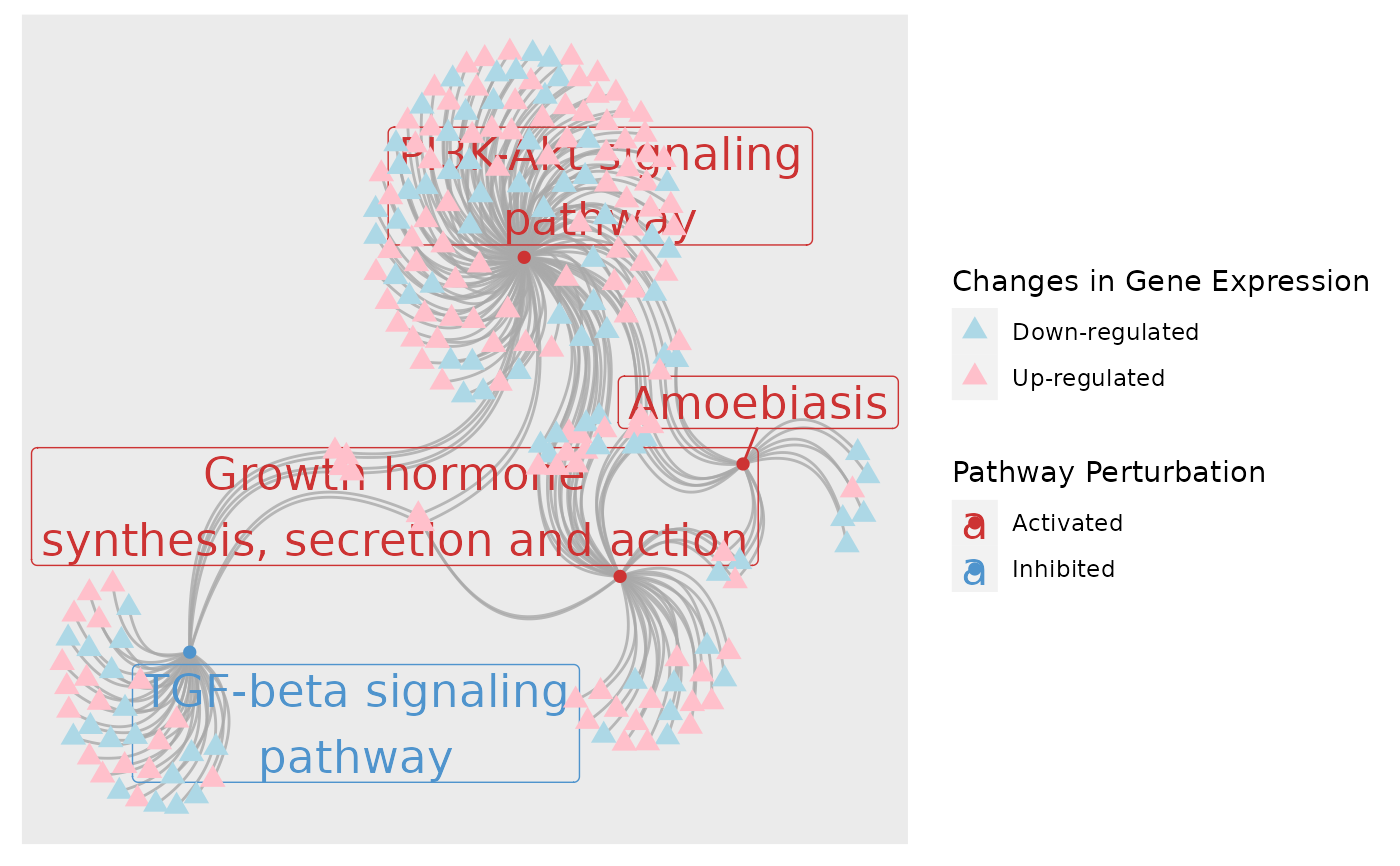 PI3K-Akt signaling
pathway
Amoebiasis
Growth hormone
synthesis, secretion and action
TGF-beta signaling
pathway
Changes in Gene Expression
Down-regulated
Up-regulated
Pathway Perturbation
a Activated
a Inhibited